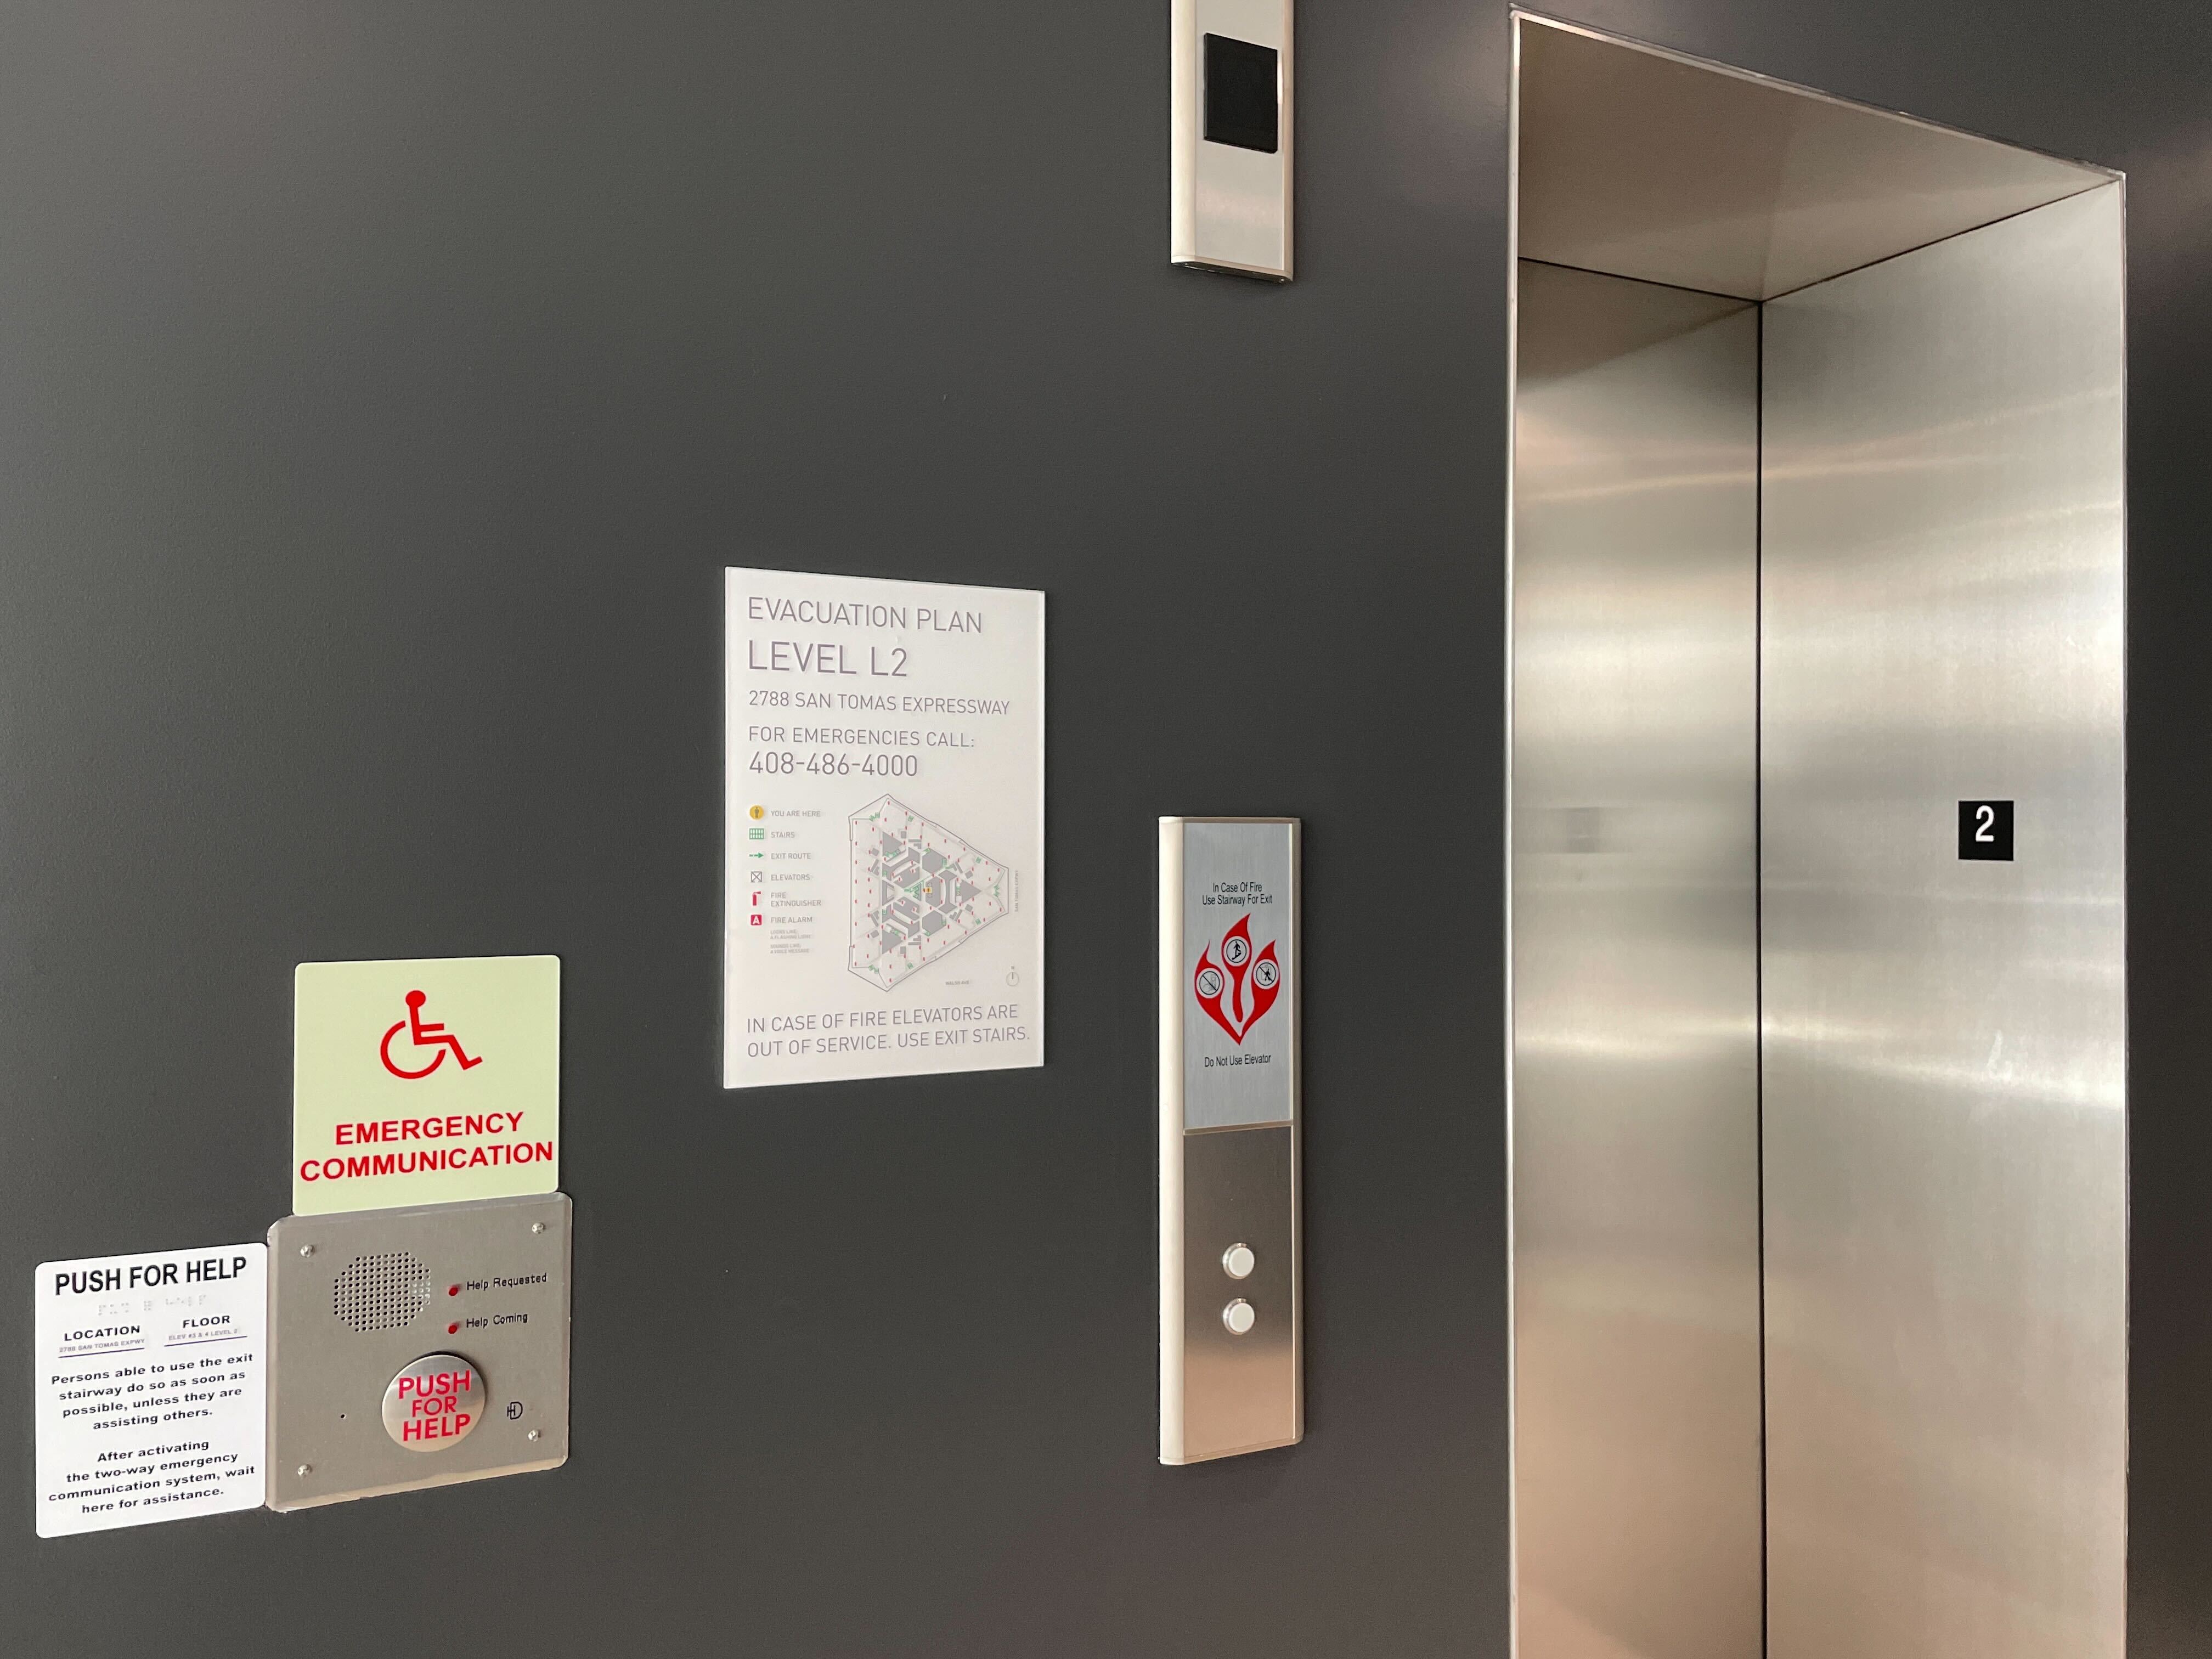 EVACUATION PLAN
LEVEL L2
2788 SAN TOMAS EXPRESSWAY
FOR EMERGENCIES CALL:
408-486-4000
YOU ARE HERE
STAIRS
EXIT ROUTE
ELEVATORS
FIRE
EXTINGUISHER
A FIRE ALARM
IN CASE OF FIRE ELEVATORS ARE
OUT OF SERVICE. USE EXIT STAIRS.
In Case Of Fire
Use Stairway For Exit
Do Not Use Elevator
2
EMERGENCY
COMMUNICATION
Help Requested
Help Coming
PUSH
FOR
HELP
PUSH FOR HELP
LOCATION
2788 SAN TOMAS EXPWY
FLOOR
ELEV #3 & 4 LEVEL 2
Persons able to use the exit
stairway do so as soon as
possible, unless they are
assisting others.
After activating
the two-way emergency
communication system, wait
here for assistance.